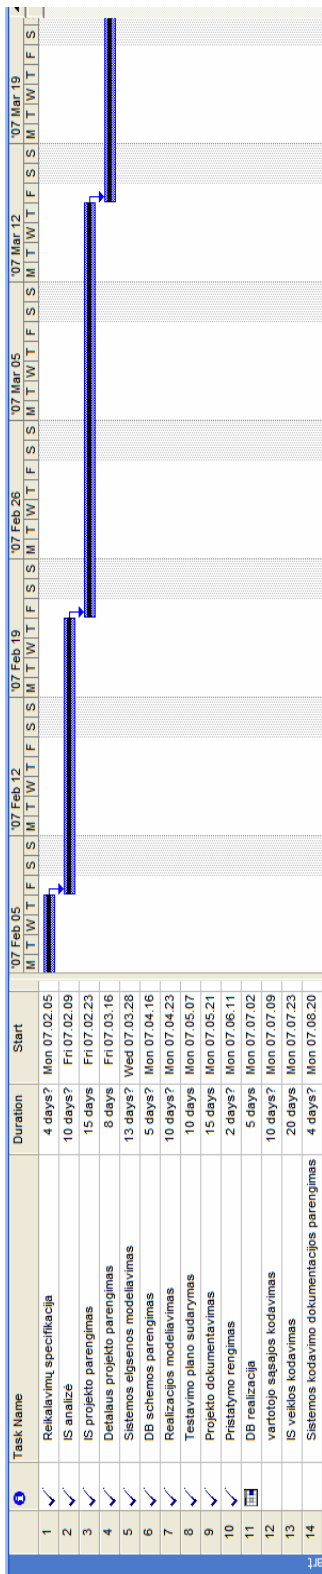 Task Name Duration Start '07 Feb 05 '07 Feb 12 '07 Feb 19 '07 Feb 26 '07 Mar 05 '07 Mar 12 '07 Mar 19
M T W T F S S M T W T F S S M T W T F S S M T W T F S S M T W T F S S M T W T F S S M T W T F S
1 Reikalavimų specifikacija 4 days? Mon 07.02.05
2 IS analizė 10 days? Fri 07.02.09
3 IS projekto parengimas 15 days Fri 07.02.23
4 Detalaus projekto parengimas 8 days Fri 07.03.16
5 Sistemos elgsenos modeliavimas 13 days? Wed 07.03.28
6 DB schemos parengimas 5 days? Mon 07.04.16
7 Realizacijos modeliavimas 10 days? Mon 07.04.23
8 Testavimo plano sudarymas 10 days Mon 07.05.07
9 Projekto dokumentavimas 15 days Mon 07.05.21
10 Pristatymo rengimas 2 days? Mon 07.06.11
11 DB realizacija 5 days Mon 07.07.02
12 vartotojo sąsajos kodavimas 10 days? Mon 07.07.09
13 IS veiklos kodavimas 20 days Mon 07.07.23
14 Sistemos kodavimo dokumentacijos parengimas 4 days? Mon 07.08.20